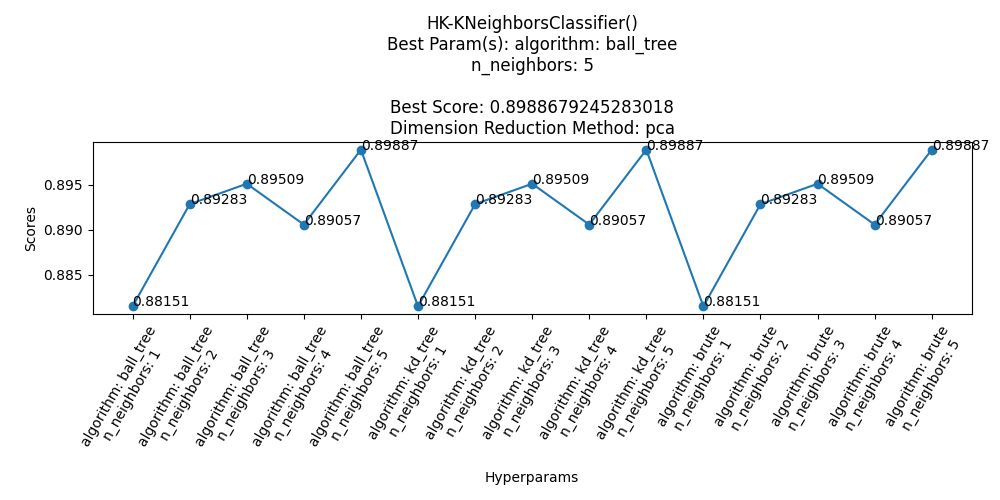 HK-KNeighborsClassifier()
Best Param(s): algorithm: ball_tree
n_neighbors: 5
Best Score: 0.8988679245283018
Dimension Reduction Method: pca
Scores
0.895
0.890
0.885
0.88151
0.89283
0.89509
0.89057
0.89887
0.88151
0.89283
0.89509
0.89057
0.89887
0.88151
0.89283
0.89509
0.89057
0.89887
algorithm: ball_tree
n_neighbors: 1
algorithm: ball_tree
n_neighbors: 2
algorithm: ball_tree
n_neighbors: 3
algorithm: ball_tree
n_neighbors: 4
algorithm: ball_tree
n_neighbors: 5
algorithm: kd_tree
n_neighbors: 1
algorithm: kd_tree
n_neighbors: 2
algorithm: kd_tree
n_neighbors: 3
algorithm: kd_tree
n_neighbors: 4
algorithm: kd_tree
n_neighbors: 5
algorithm: brute
n_neighbors: 1
algorithm: brute
n_neighbors: 2
algorithm: brute
n_neighbors: 3
algorithm: brute
n_neighbors: 4
algorithm: brute
n_neighbors: 5
Hyperparams